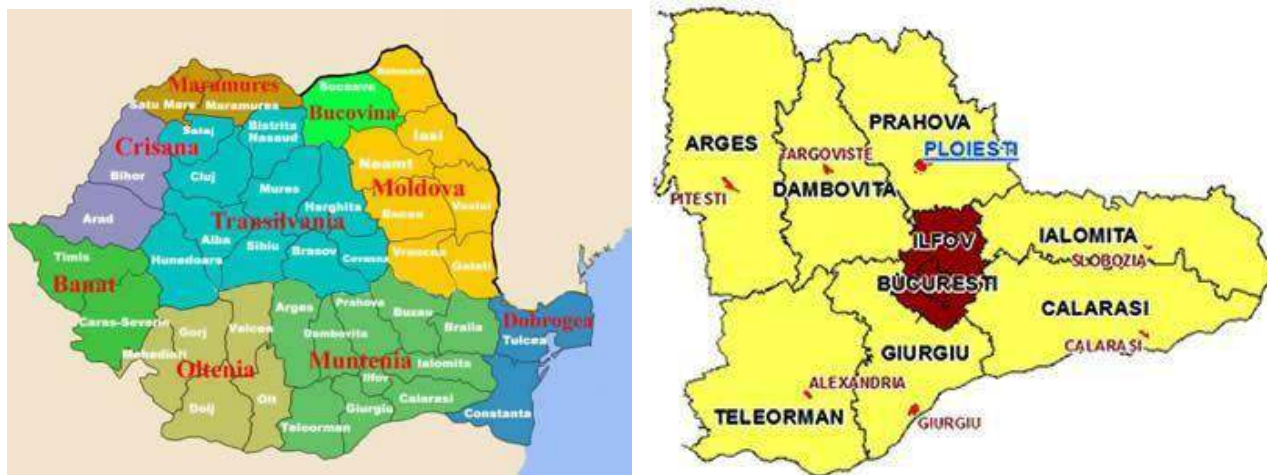 Maramures
Satu Mare
Maramures
Suceava
Bucovina
Botosani
Crisana
Salaj
Bistrita
Nasaud
Iasi
Neamt
Bihor
Cluj
Mures
Moldova
Harghita
Bacau
Vaslui
Arad
Transilvania
Alba
Sibiu
Brasov
Covasna
Vrancea
Galati
Hunedoara
Timis
Banat
Caras-Severin
Gorj
Valcea
Arges
Prahova
Buzau
Braila
Dobrogea
Tulcea
Mehedinti
Dambovita
Oltenia
Muntenia
Ialomita
Ilfov
Dolj
Olt
Giurgiu
Calarasi
Constanta
Teleorman
PRAHOVA
ARGES
TARGOVISTE
PLOIESTI
PITESTI
DAMBOVITA
ILFOV
IALOMITA
SLOBOZIA
BUCURESTI
CALARASI
CALARASI
GIURGIU
ALEXANDRIA
TELEORMAN
GIURGIU